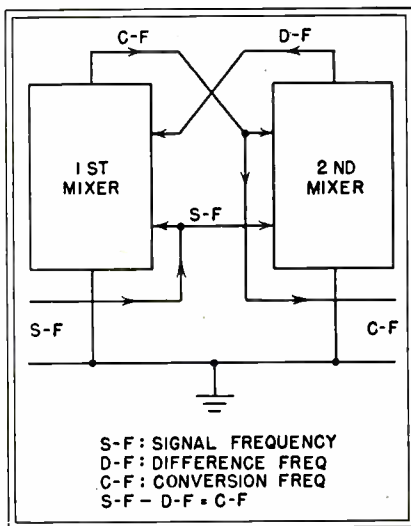 C-F
D-F
1 ST
MIXER
2 ND
MIXER
S-F
S-F
C-F
S-F: SIGNAL FREQUENCY
D-F: DIFFERENCE FREQ
C-F: CONVERSION FREQ
S-F - D-F = C-F